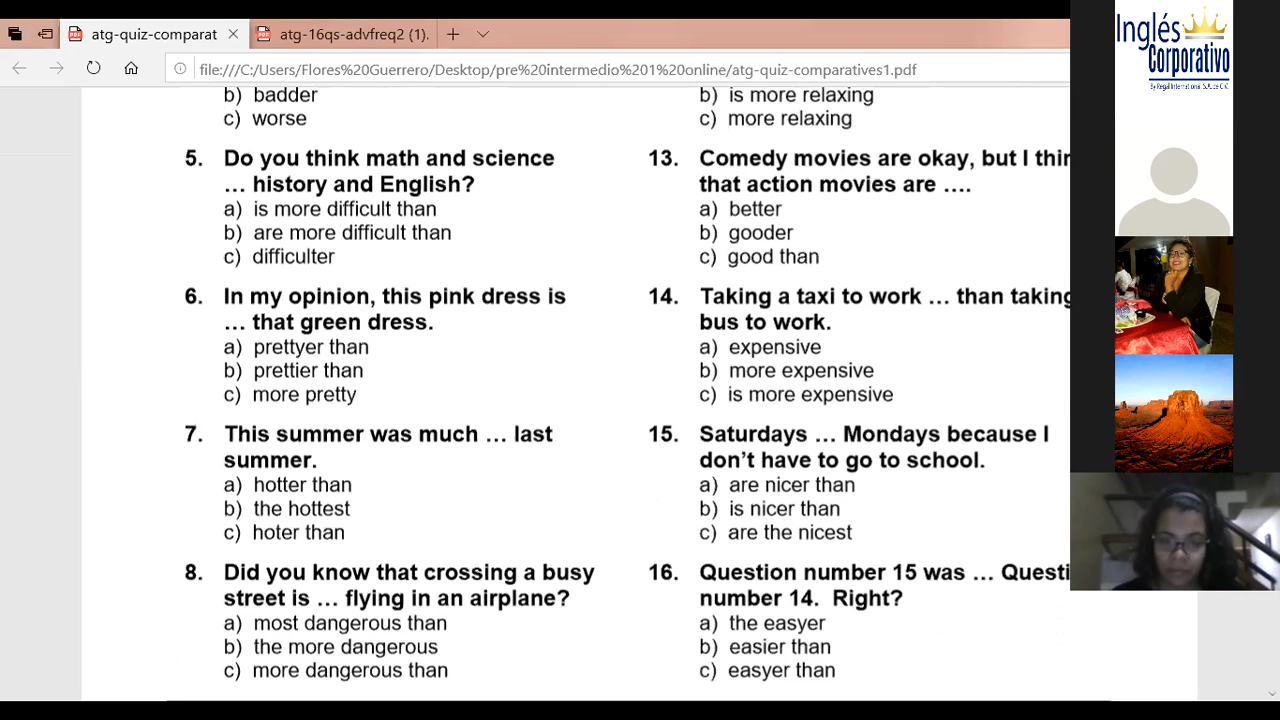 atg-quiz-comparat
atg-16qs-advfreq2 (1).
file:///C:/Users/Flores%20Guerrero/Desktop/pre%20intermedio%201%20online/atg-quiz-comparatives1.pdf
b) badder
c) worse
5. Do you think math and science
… history and English?
a) is more difficult than
b) are more difficult than
c) difficulter
6. In my opinion, this pink dress is
… that green dress.
a) prettyer than
b) prettier than
c) more pretty
7. This summer was much … last
summer.
a) hotter than
b) the hottest
c) hoter than
8. Did you know that crossing a busy
street is … flying in an airplane?
a) most dangerous than
b) the more dangerous
c) more dangerous than
b) is more relaxing
c) more relaxing
13. Comedy movies are okay, but I thin
that action movies are ….
a) better
b) gooder
c) good than
14. Taking a taxi to work … than taking
bus to work.
a) expensive
b) more expensive
c) is more expensive
15. Saturdays … Mondays because I
don’t have to go to school.
a) are nicer than
b) is nicer than
c) are the nicest
16. Question number 15 was … Questi
number 14. Right?
a) the easyer
b) easier than
c) easyer than
Inglés
Corporativo
By Regal International S.A. de C.V.